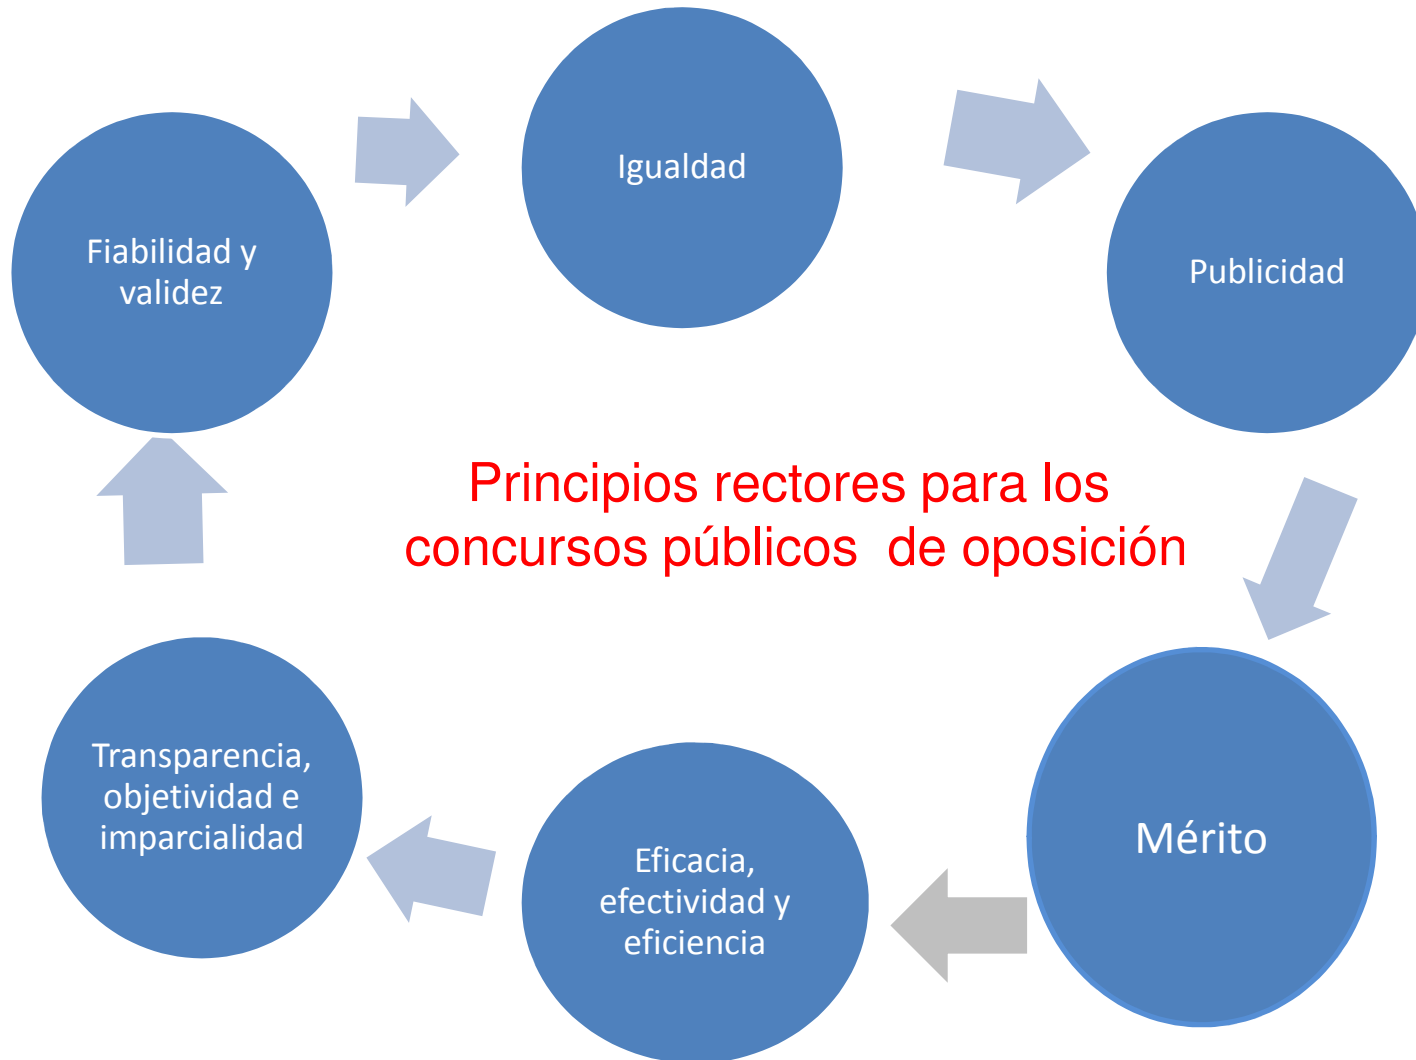 Igualdad
Publicidad
Fiabilidad y
validez
Principios rectores para los
concursos públicos  de oposición
Mérito
Eficacia,
efectividad y
eficiencia
Transparencia,
objetividad e
imparcialidad